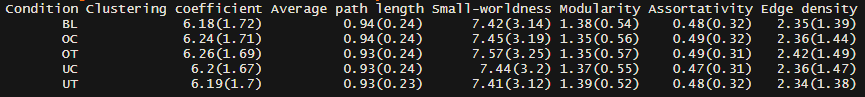 Condition Clustering coefficient Average path length Small-worldness Modularity Assortativity Edge density
BL 6.18(1.72) 0.94(0.24) 7.42(3.14) 1.38(0.54) 0.48(0.32) 2.35(1.39)
OC 6.24(1.71) 0.94(0.24) 7.45(3.19) 1.35(0.56) 0.49(0.32) 2.36(1.44)
OT 6.26(1.69) 0.93(0.24) 7.57(3.25) 1.35(0.57) 0.49(0.31) 2.42(1.49)
UC 6.2(1.67) 0.93(0.24) 7.44(3.2) 1.37(0.55) 0.47(0.31) 2.36(1.47)
UT 6.19(1.7) 0.93(0.23) 7.41(3.12) 1.39(0.52) 0.48(0.32) 2.34(1.38)